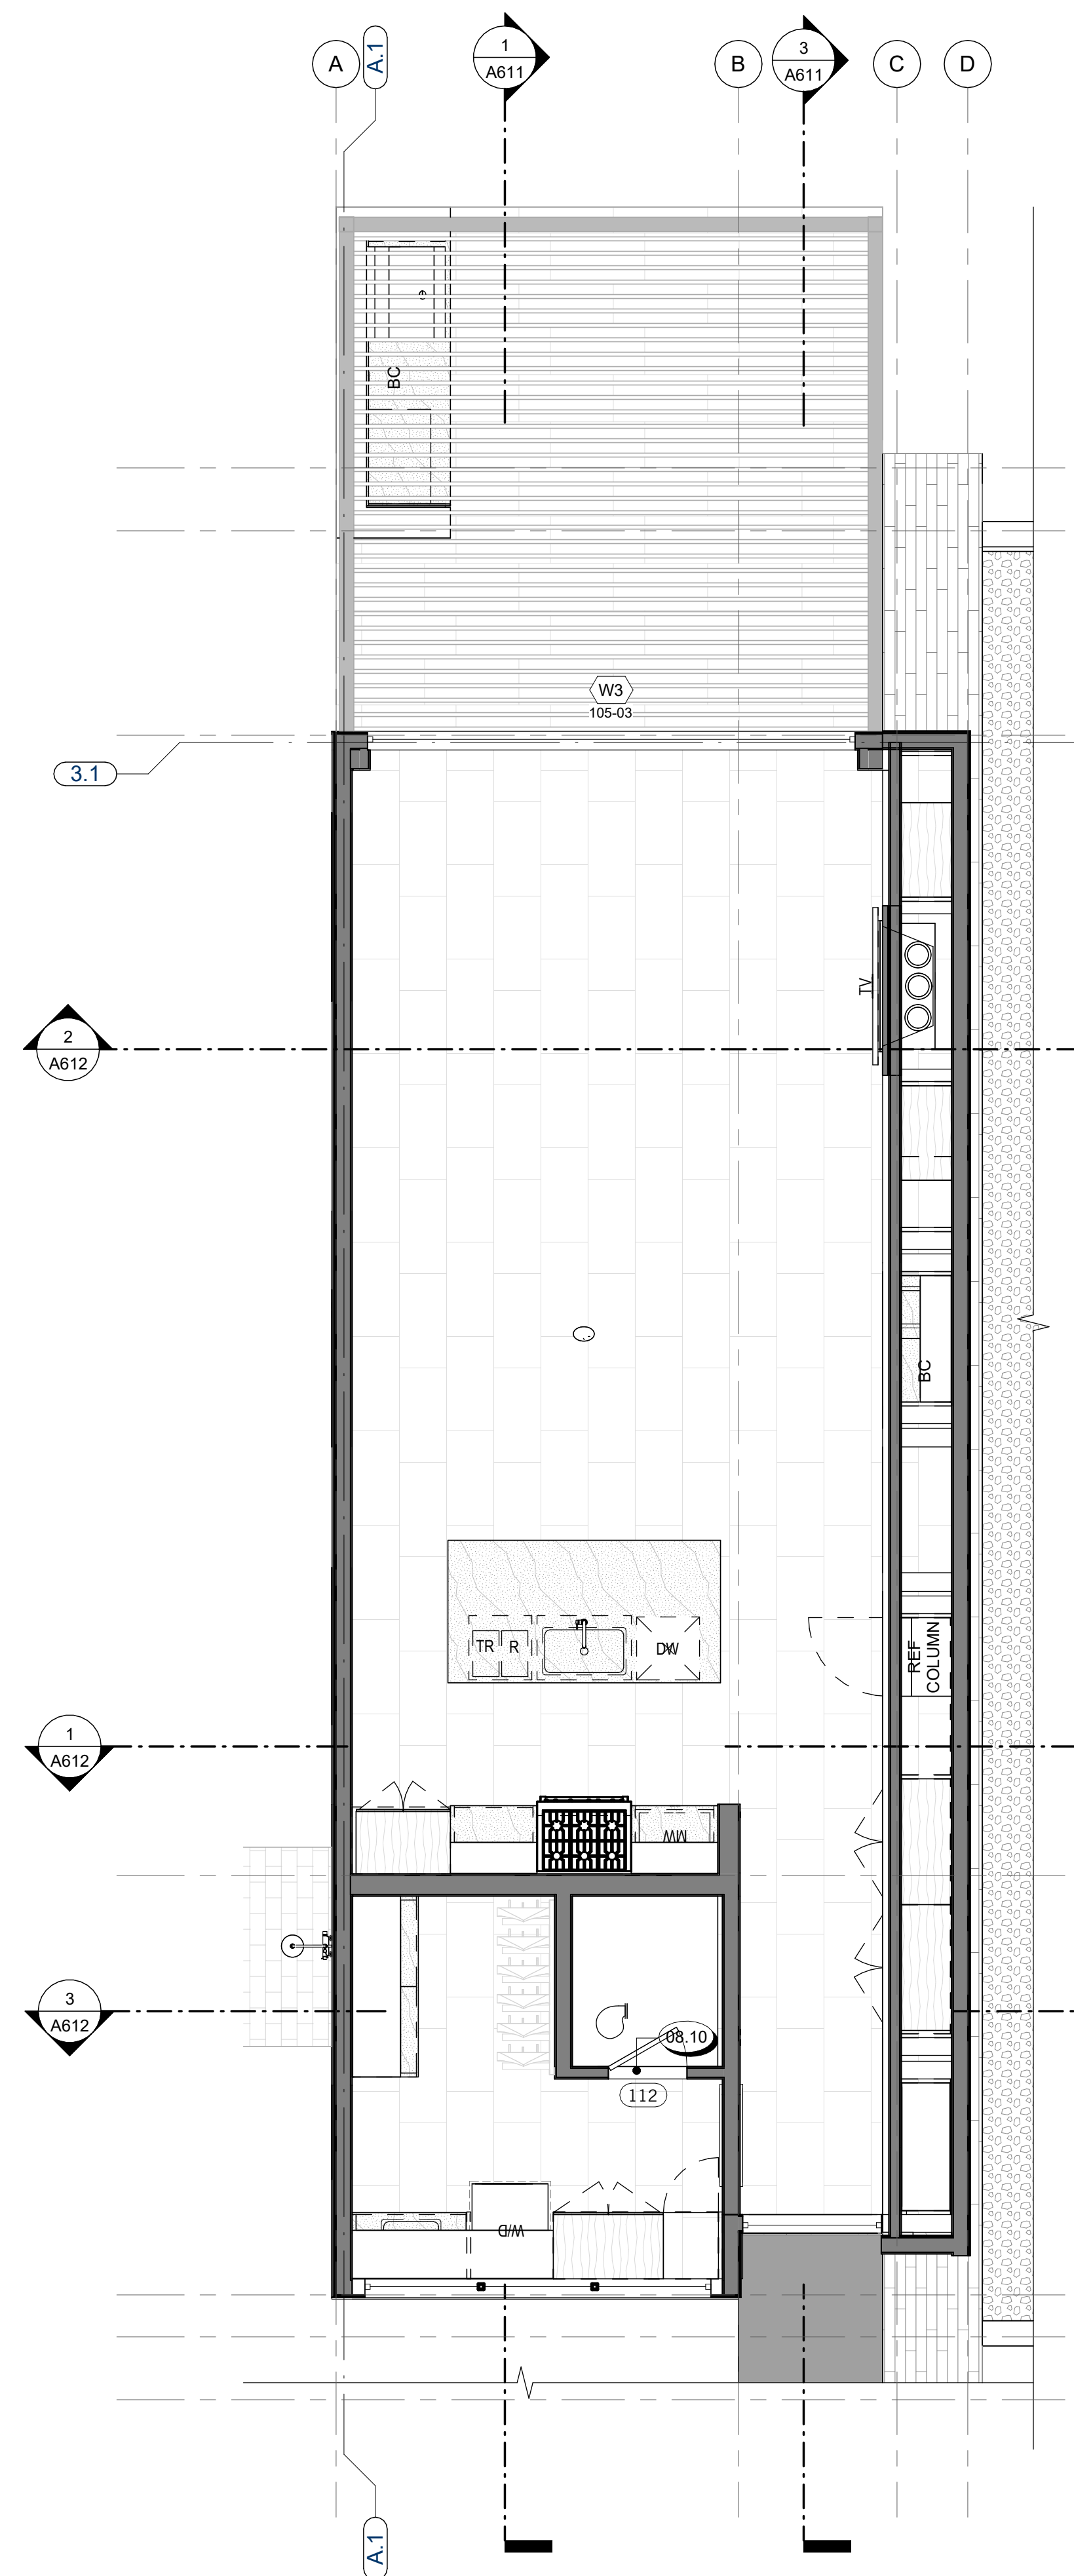 A
A.1
1
A611
B
3
A611
C
D
BC
W3
105-03
3.1
TV
2
A612
BC
TR
R
DW
REF
COLUMN
1
A612
MW
3
A612
08.10
112
W/D
A.1